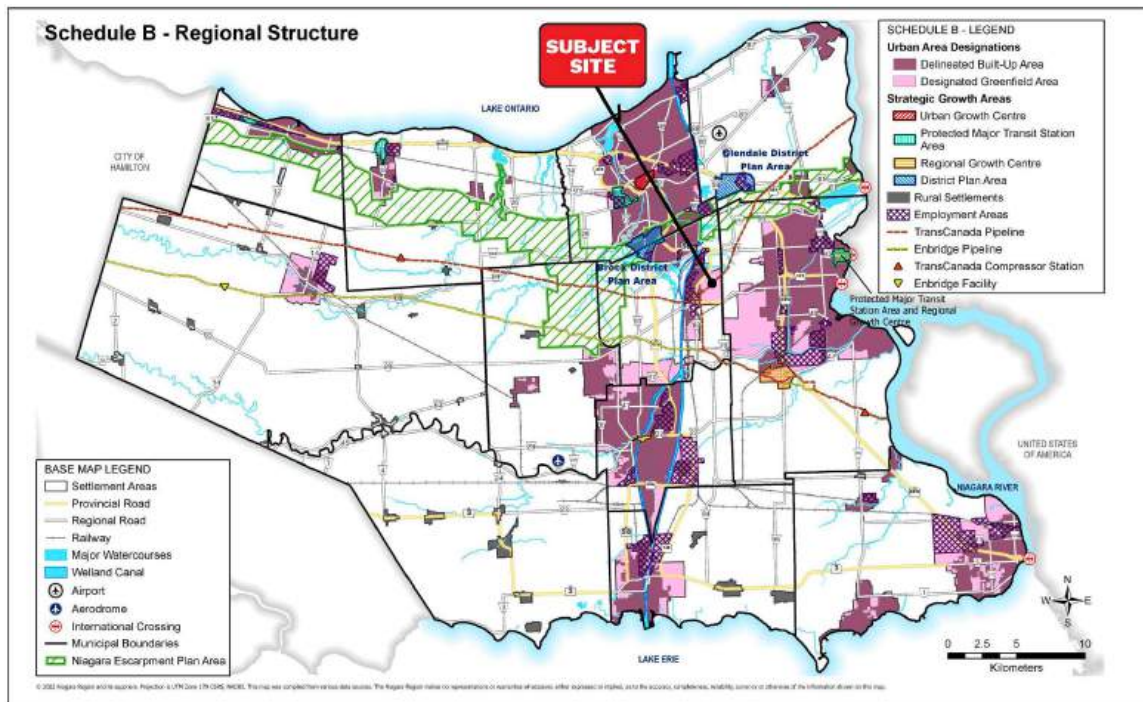 Schedule B - Regional Structure
SUBJECT
SITE
LAKE ONTARIO
CITY OF
HAMILTON
Glendale District
Plan Area
Brock District
Plan Area
Protected Major Transit
Station Area and Regional
Growth Centre
UNITED STATES
OF AMERICA
NIAGARA RIVER
LAKE ERIE
SCHEDULE B - LEGEND
Urban Area Designations
Delineated Built-Up Area
Designated Greenfield Area
Strategic Growth Areas
Urban Growth Centre
Protected Major Transit Station
Area
Regional Growth Centre
District Plan Area
Rural Settlements
Employment Areas
TransCanada Pipeline
Enbridge Pipeline
TransCanada Compressor Station
Enbridge Facility
BASE MAP LEGEND
Settlement Areas
Provincial Road
Regional Road
Railway
Major Watercourses
Welland Canal
Airport
Aerodrome
International Crossing
Municipal Boundaries
Niagara Escarpment Plan Area
N
W E
S
0 2.5 5 10
Kilometers